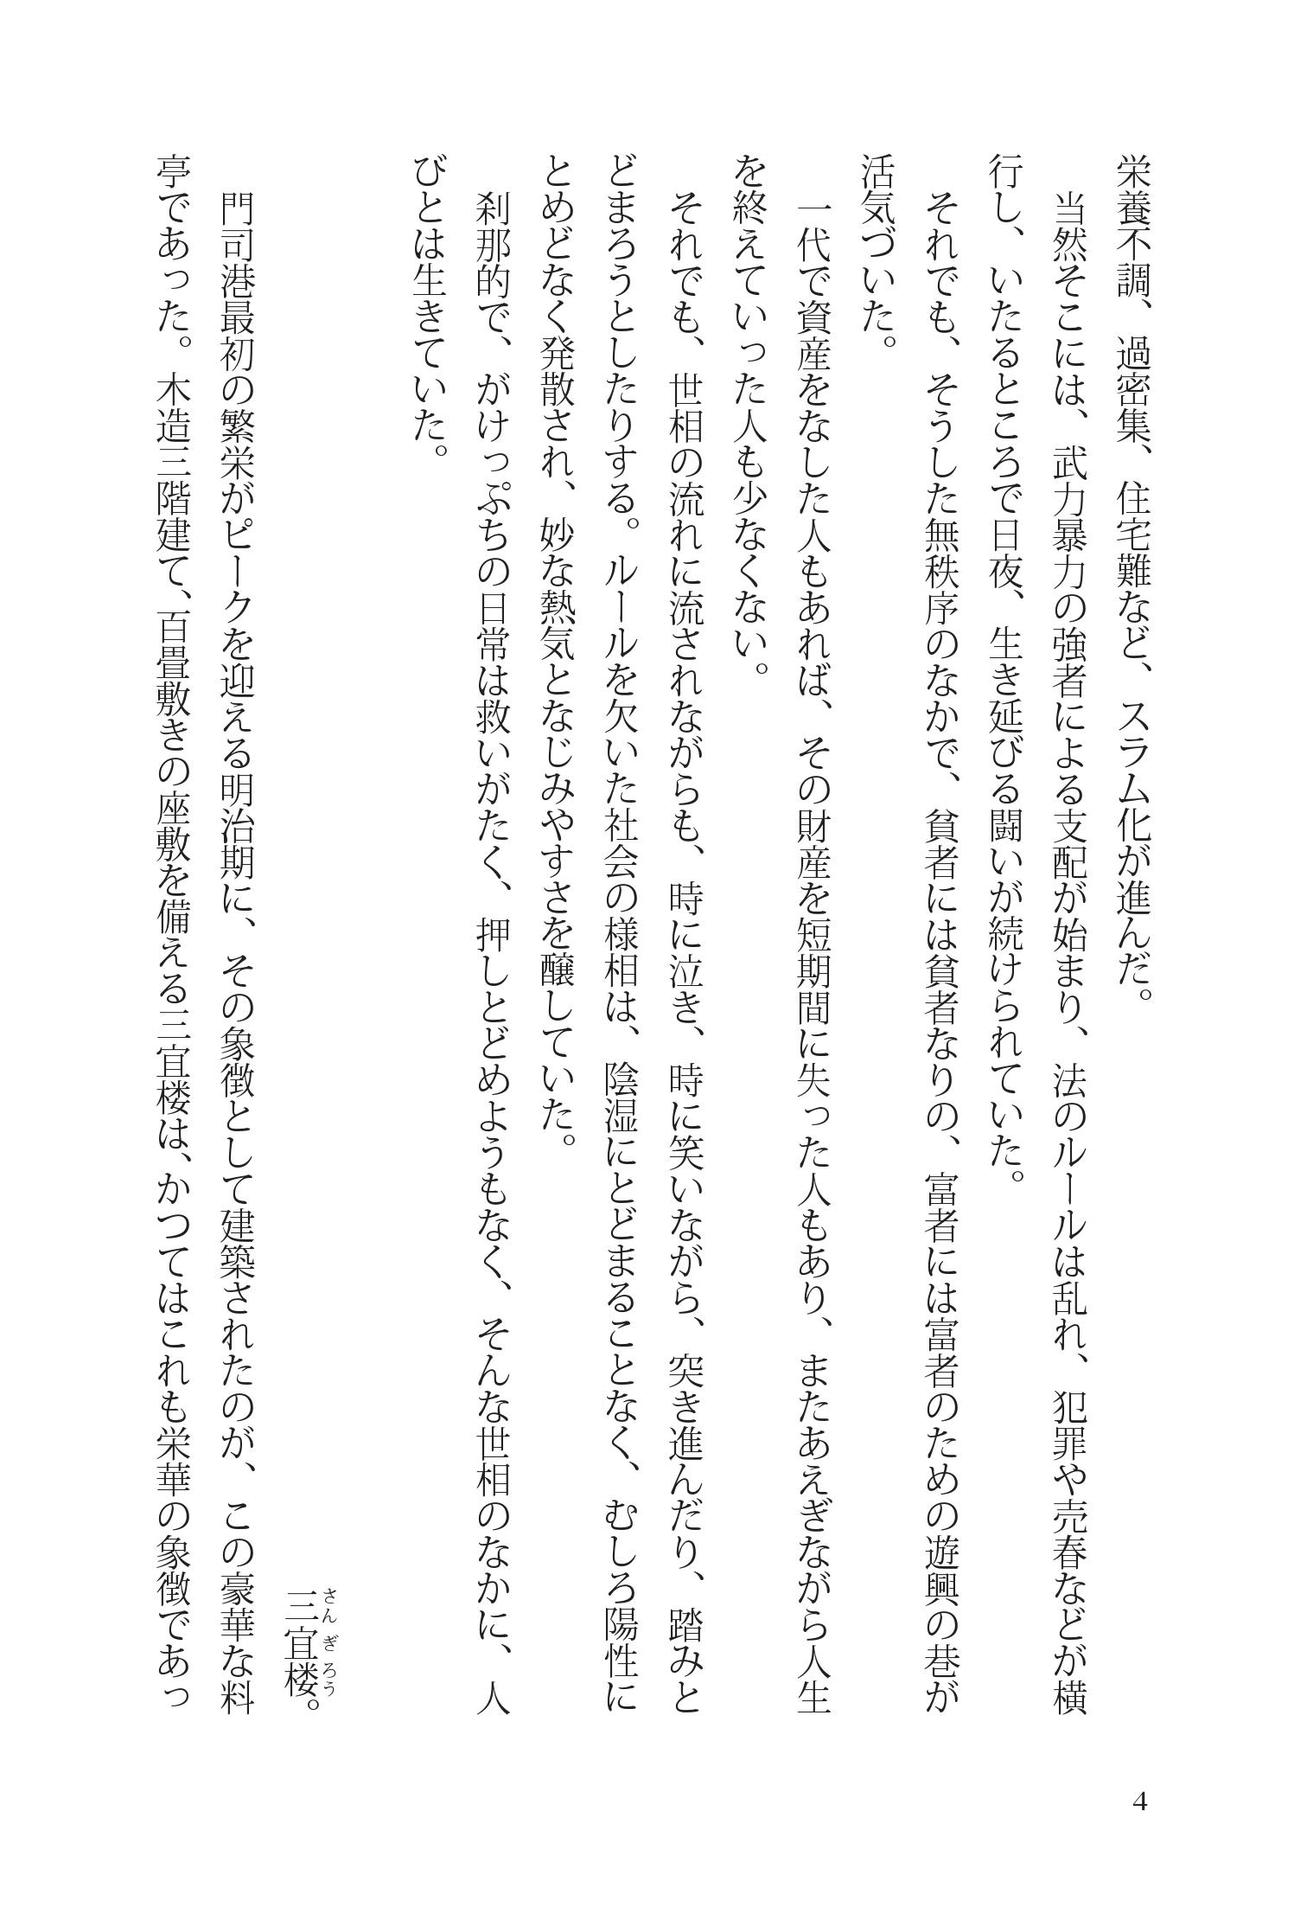 栄養不調、過密集、住宅難など、スラム化が進んだ。
当然そこには、武力暴力の強者による支配が始まり、法のルールは乱れ、犯罪や売春などが横
行し、いたるところで日夜、生き延びる闘いが続けられていた。
それでも、そうした無秩序のなかで、貧者には貧者なりの、富者には富者のための遊興の巷が
活気づいた。
一代で資産をなした人もあれば、その財産を短期間に失った人もあり、またあえぎながら人生
を終えていった人も少なくない。
それでも、世相の流れに流されながらも、時に泣き、時に笑いながら、突き進んだり、踏みと
どまろうとしたりする。ルールを欠いた社会の様相は、陰湿にとどまることなく、むしろ陽性に
とめどなく発散され、妙な熱気となじみやすさを醸していた。
刹那的で、がけっぷちの日常は救いがたく、押しとどめようもなく、そんな世相のなかに、人
びとは生きていた。
三宜楼。
さんぎろう
門司港最初の繁栄がピークを迎える明治期に、その象徴として建築されたのが、この豪華な料
亭であった。木造三階建て、百畳敷きの座敷を備える三宜楼は、かつてはこれも栄華の象徴であっ
4